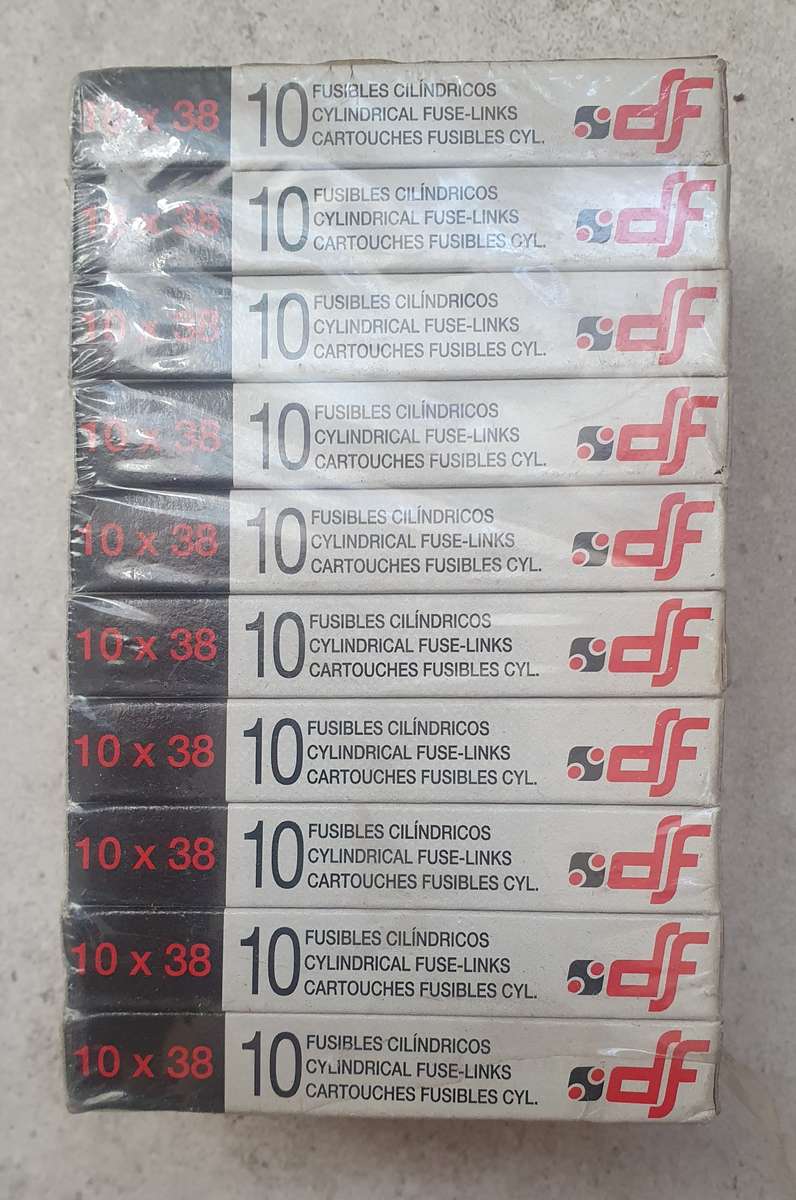 10 x 38
10
FUSIBLES CILÍNDRICOS
CYLINDRICAL FUSE-LINKS
CARTOUCHES FUSIBLES CYL.
df
10 x 38
10
FUSIBLES CILÍNDRICOS
CYLINDRICAL FUSE-LINKS
CARTOUCHES FUSIBLES CYL.
df
10 x 38
10
FUSIBLES CILÍNDRICOS
CYLINDRICAL FUSE-LINKS
CARTOUCHES FUSIBLES CYL.
df
10 x 38
10
FUSIBLES CILÍNDRICOS
CYLINDRICAL FUSE-LINKS
CARTOUCHES FUSIBLES CYL.
df
10 x 38
10
FUSIBLES CILÍNDRICOS
CYLINDRICAL FUSE-LINKS
CARTOUCHES FUSIBLES CYL.
df
10 x 38
10
FUSIBLES CILÍNDRICOS
CYLINDRICAL FUSE-LINKS
CARTOUCHES FUSIBLES CYL.
df
10 x 38
10
FUSIBLES CILÍNDRICOS
CYLINDRICAL FUSE-LINKS
CARTOUCHES FUSIBLES CYL.
df
10 x 38
10
FUSIBLES CILÍNDRICOS
CYLINDRICAL FUSE-LINKS
CARTOUCHES FUSIBLES CYL.
df
10 x 38
10
FUSIBLES CILÍNDRICOS
CYLINDRICAL FUSE-LINKS
CARTOUCHES FUSIBLES CYL.
df
10 x 38
10
FUSIBLES CILÍNDRICOS
CYLINDRICAL FUSE-LINKS
CARTOUCHES FUSIBLES CYL.
df